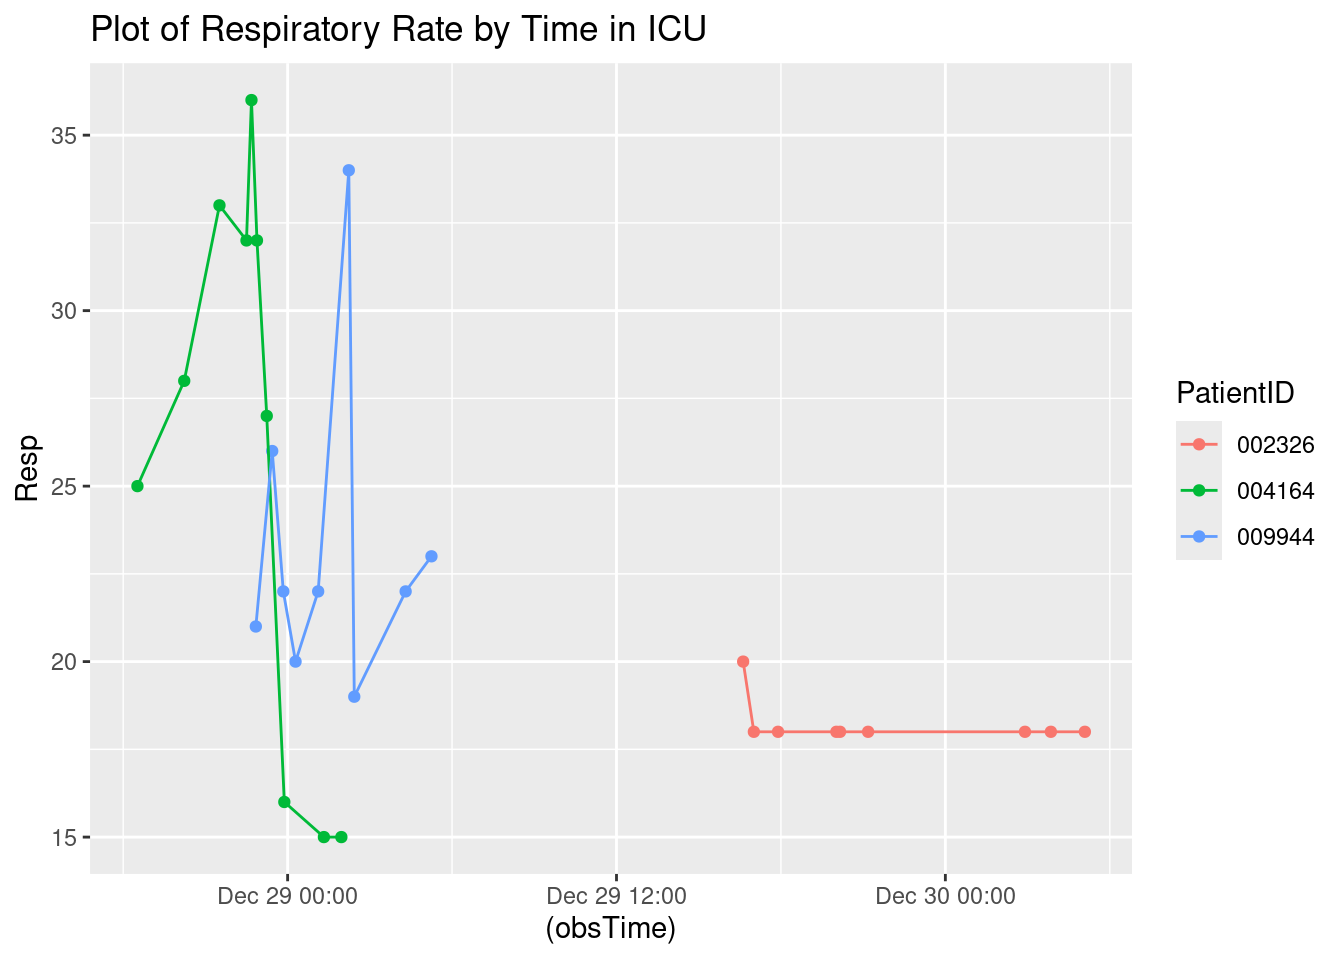 Plot of Respiratory Rate by Time in ICU
35
30
25
20
15
Resp
Dec 29 00:00
Dec 29 12:00
Dec 30 00:00
(obsTime)
PatientID
002326
004164
009944